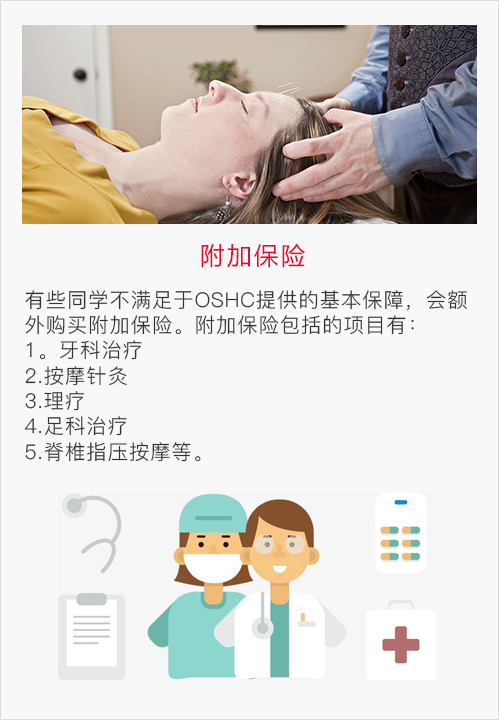 附加保险
有些同学不满足于OSHC提供的基本保障，会额
外购买附加保险。附加保险包括的项目有：
1。牙科治疗
2.按摩针灸
3.理疗
4.足科治疗
5.脊椎指压按摩等。